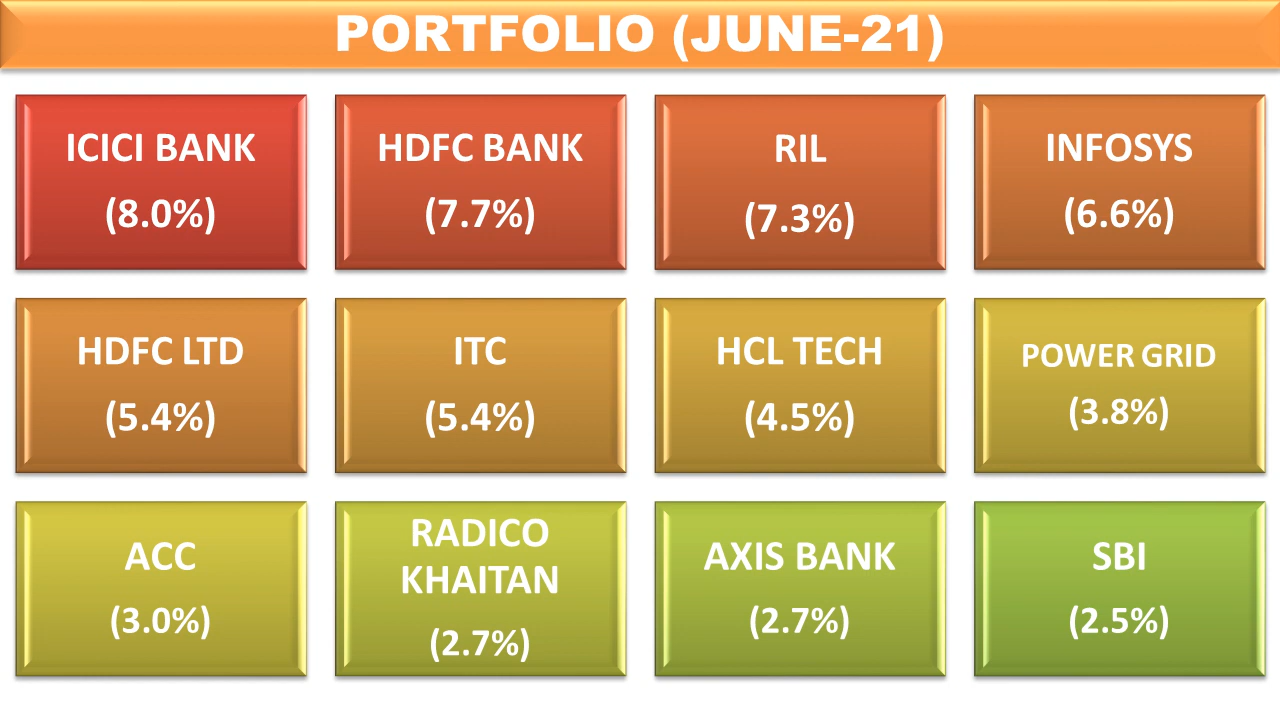 PORTFOLIO (JUNE-21)
ICICI BANK
(8.0%)
HDFC BANK
(7.7%)
RIL
(7.3%)
INFOSYS
(6.6%)
HDFC LTD
(5.4%)
ITC
(5.4%)
HCL TECH
(4.5%)
POWER GRID
(3.8%)
ACC
(3.0%)
RADICO
KHAITAN
(2.7%)
AXIS BANK
(2.7%)
SBI
(2.5%)